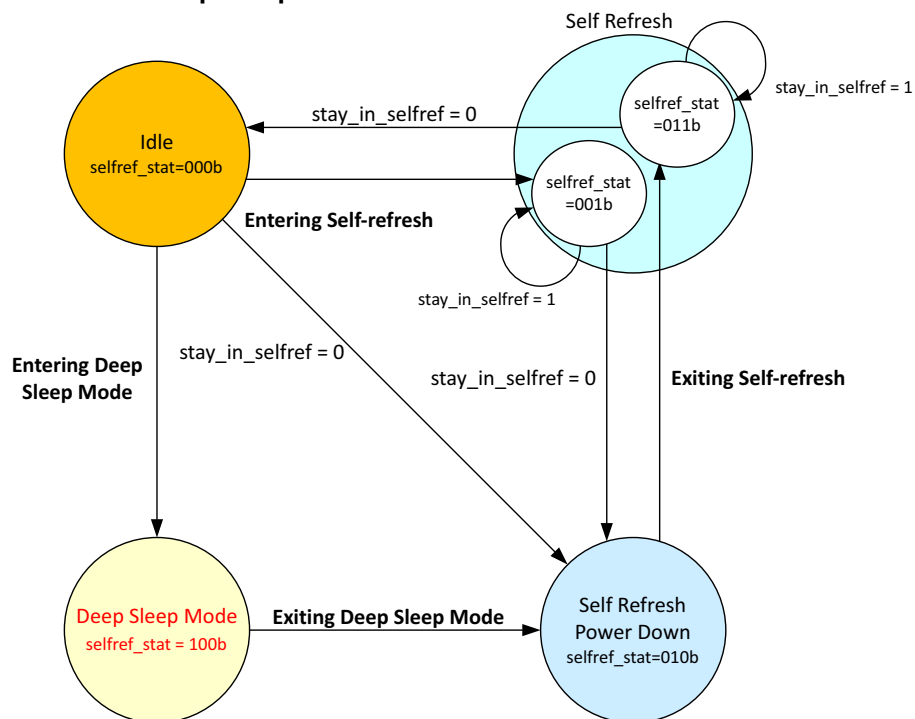 Self Refresh
selfref_stat
=011b
stay_in_selfref = 1
stay_in_selfref = 0
Idle
selfref_stat=000b
selfref_stat
=001b
Entering Self-refresh
stay_in_selfref = 1
stay_in_selfref = 0
Entering Deep
Sleep Mode
stay_in_selfref = 0
Exiting Self-refresh
Deep Sleep Mode
selfref_stat = 100b
Exiting Deep Sleep Mode
Self Refresh
Power Down
selfref_stat=010b